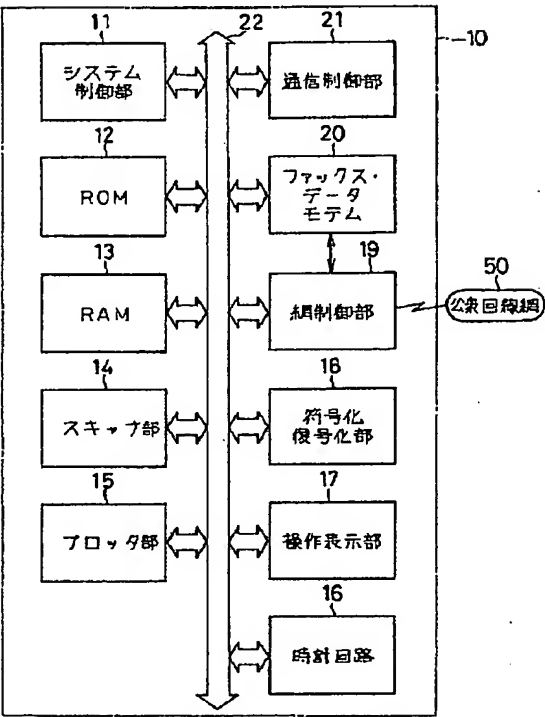 11
システム
制御部
12
ROM
13
RAM
14
スキャナ部
15
プロッタ部
22
21
通信制御部
20
ファックス・
データ
モデム
19
網制御部
18
符号化
復号化部
17
操作表示部
16
時計回路
10
50
公衆回線網